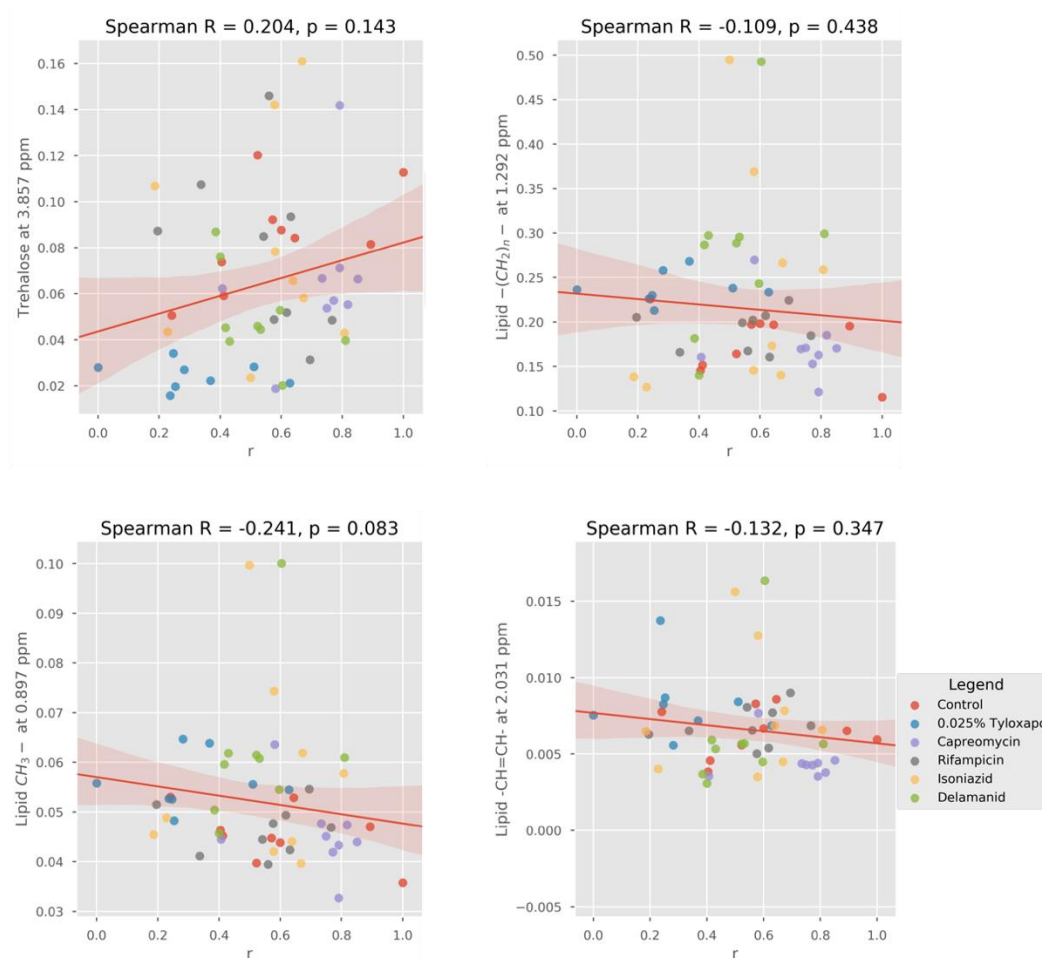 Spearman R = 0.204, p = 0.143
Trehalose at 3.857 ppm
0.16
0.14
0.12
0.10
0.08
0.06
0.04
0.02
0.0 0.2 0.4 0.6 0.8 1.0
r
Spearman R = -0.109, p = 0.438
Lipid −(CH₂)ₙ− at 1.292 ppm
0.50
0.45
0.40
0.35
0.30
0.25
0.20
0.15
0.10
0.0 0.2 0.4 0.6 0.8 1.0
r
Spearman R = -0.241, p = 0.083
Lipid CH₃− at 0.897 ppm
0.10
0.09
0.08
0.07
0.06
0.05
0.04
0.03
0.0 0.2 0.4 0.6 0.8 1.0
r
Spearman R = -0.132, p = 0.347
Lipid -CH=CH- at 2.031 ppm
0.015
0.010
0.005
0.000
−0.005
0.0 0.2 0.4 0.6 0.8 1.0
r
Legend
Control
0.025% Tyloxapo
Capreomycin
Rifampicin
Isoniazid
Delamanid